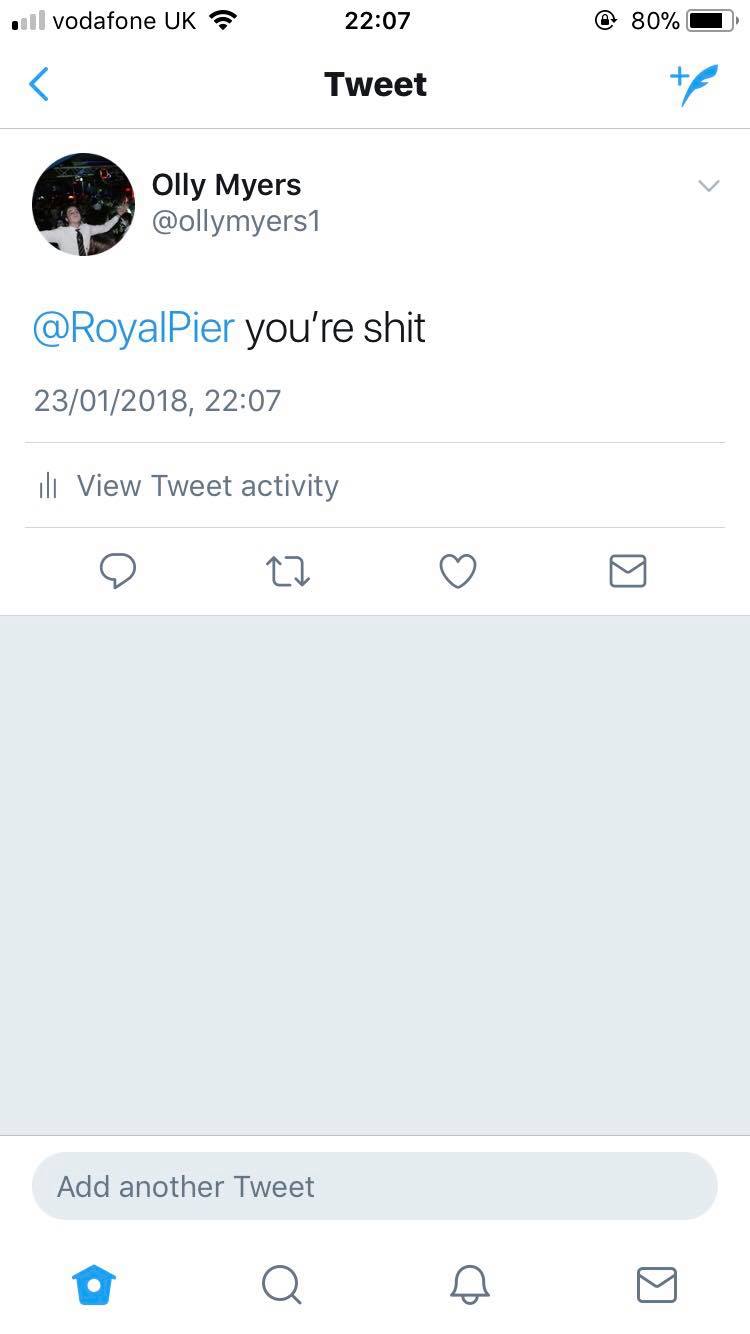 vodafone UK 22:07 80%
Tweet
Olly Myers
@ollymyers1
@RoyalPier you're shit
23/01/2018, 22:07
View Tweet activity
Add another Tweet